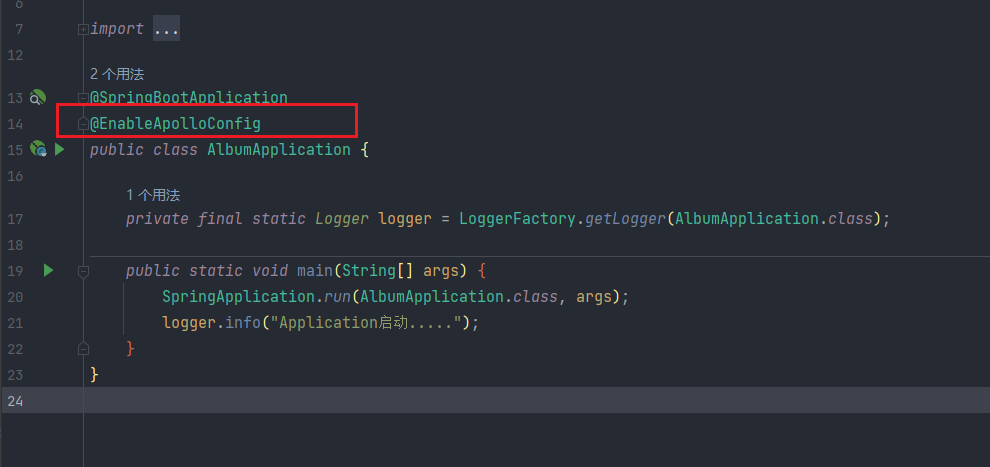 6
7 import ...
12
2 个用法
13 @SpringBootApplication
14 @EnableApolloConfig
15 public class AlbumApplication {
16
1 个用法
17 private final static Logger logger = LoggerFactory.getLogger(AlbumApplication.class);
18
19 public static void main(String[] args) {
20 SpringApplication.run(AlbumApplication.class, args);
21 logger.info("Application启动.....");
22 }
23 }
24